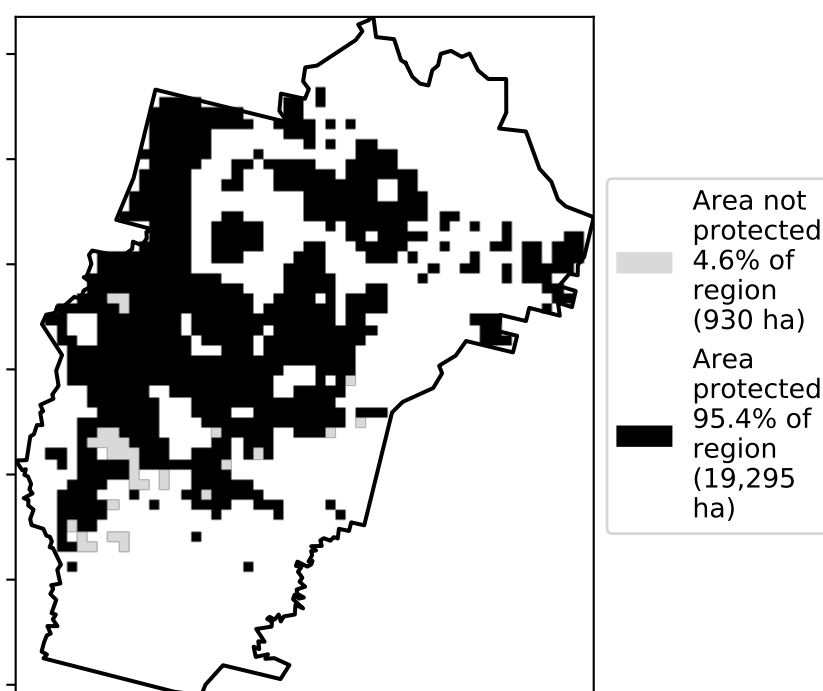 Area not
protected
4.6% of
region
(930 ha)
Area
protected
95.4% of
region
(19,295
ha)